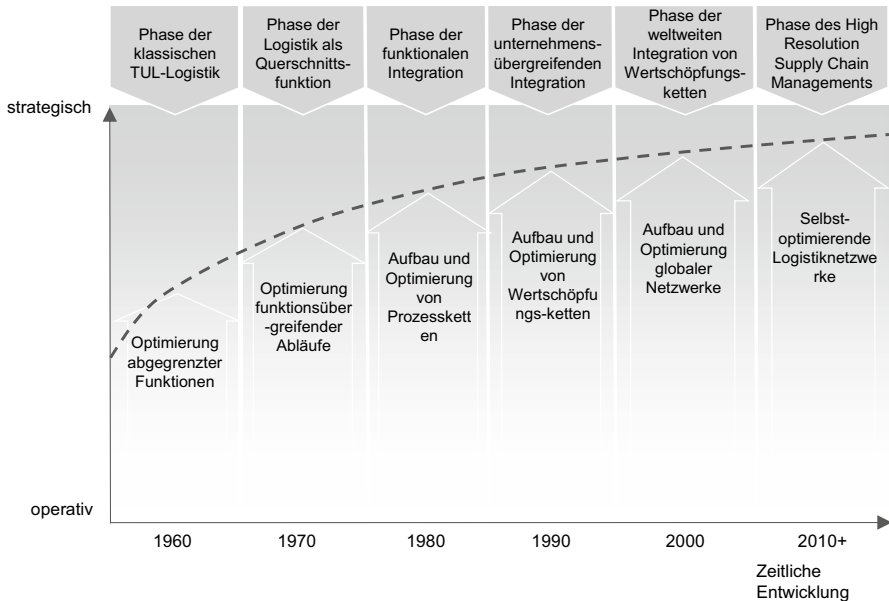 Phase der
klassischen
TUL-Logistik
Phase der
Logistik als
Querschnitts-
funktion
Phase der
funktionalen
Integration
Phase der
unternehmens-
übergreifenden
Integration
Phase der
weltweiten
Integration von
Wertschöpfungs-
ketten
Phase des High
Resolution
Supply Chain
Managements
strategisch
Optimierung
abgegrenzter
Funktionen
Optimierung
funktionsüber
-greifender
Abläufe
Aufbau und
Optimierung
von
Prozesskett
en
Aufbau und
Optimierung
von
Wertschöpfu
ngs-ketten
Aufbau und
Optimierung
globaler
Netzwerke
Selbst-
optimierende
Logistiknetzwe
rke
operativ
1960
1970
1980
1990
2000
2010+
Zeitliche
Entwicklung